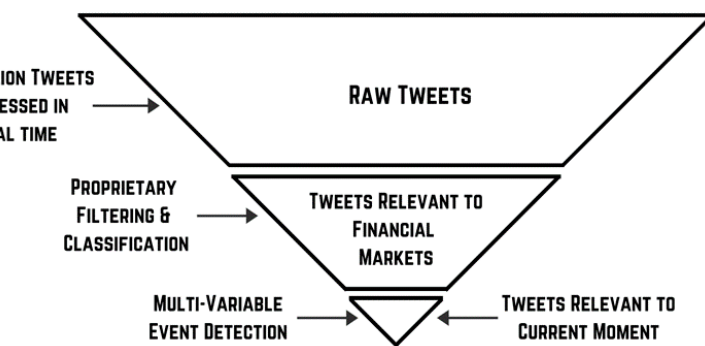 TWEETS
IN
TIME
RAW TWEETS
PROPRIETARY
FILTERING &
CLASSIFICATION
TWEETS RELEVANT TO
FINANCIAL
MARKETS
MULTI-VARIABLE
EVENT DETECTION
TWEETS RELEVANT TO
CURRENT MOMENT